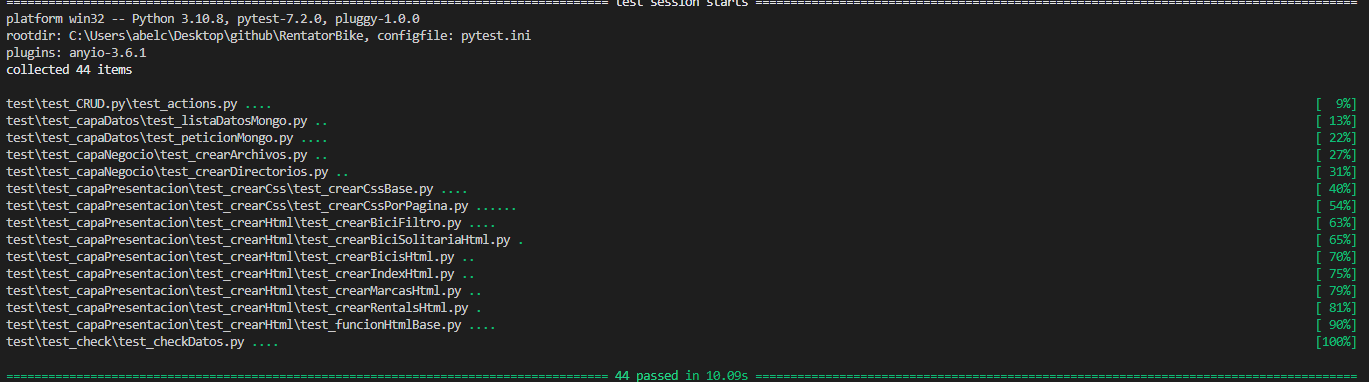 ============================= test session starts =============================
platform win32 -- Python 3.10.8, pytest-7.2.0, pluggy-1.0.0
rootdir: C:\Users\abelc\Desktop\github\RentatorBike, configfile: pytest.ini
plugins: anyio-3.6.1
collected 44 items
test\test_CRUD.py\test_actions.py .... [  9%]
test\test_capaDatos\test_listaDatosMongo.py .. [ 13%]
test\test_capaDatos\test_peticionMongo.py .... [ 22%]
test\test_capaNegocio\test_crearArchivos.py .. [ 27%]
test\test_capaNegocio\test_crearDirectorios.py .. [ 31%]
test\test_capaPresentacion\test_crearCss\test_crearCssBase.py .... [ 40%]
test\test_capaPresentacion\test_crearCss\test_crearCssPorPagina.py ...... [ 54%]
test\test_capaPresentacion\test_crearHtml\test_crearBiciFiltro.py .... [ 63%]
test\test_capaPresentacion\test_crearHtml\test_crearBiciSolitariaHtml.py . [ 65%]
test\test_capaPresentacion\test_crearHtml\test_crearBicisHtml.py .. [ 70%]
test\test_capaPresentacion\test_crearHtml\test_crearIndexHtml.py .. [ 75%]
test\test_capaPresentacion\test_crearHtml\test_crearMarcasHtml.py .. [ 79%]
test\test_capaPresentacion\test_crearHtml\test_crearRentalsHtml.py . [ 81%]
test\test_capaPresentacion\test_crearHtml\test_funcionHtmlBase.py .... [ 90%]
test\test_check\test_checkDatos.py .... [100%]
============================= 44 passed in 10.09s =============================